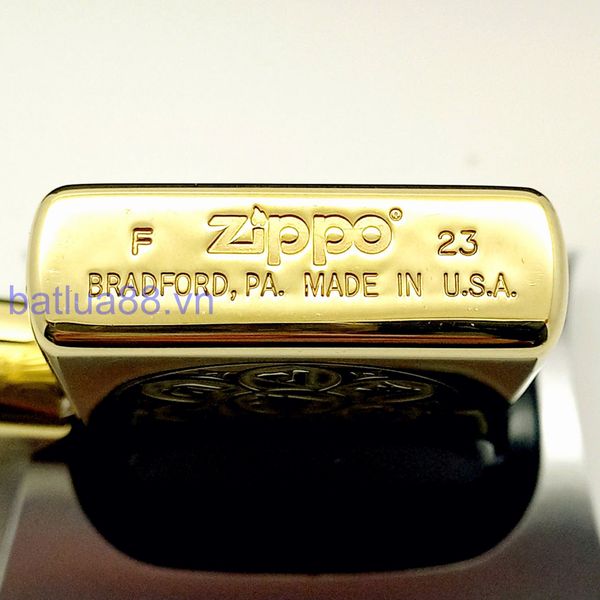 F zippo® 23
BRADFORD, PA. MADE IN U.S.A.
batlua88.vn